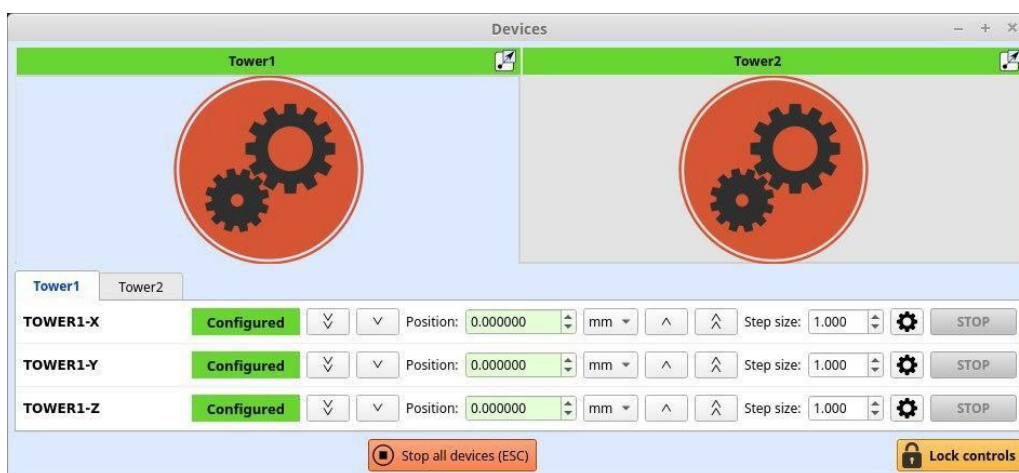 Devices
Tower1 Tower2
Tower1 Tower2
TOWER1-X Configured Position: 0.000000 mm Step size: 1.000 STOP
TOWER1-Y Configured Position: 0.000000 mm Step size: 1.000 STOP
TOWER1-Z Configured Position: 0.000000 mm Step size: 1.000 STOP
Stop all devices (ESC) Lock controls